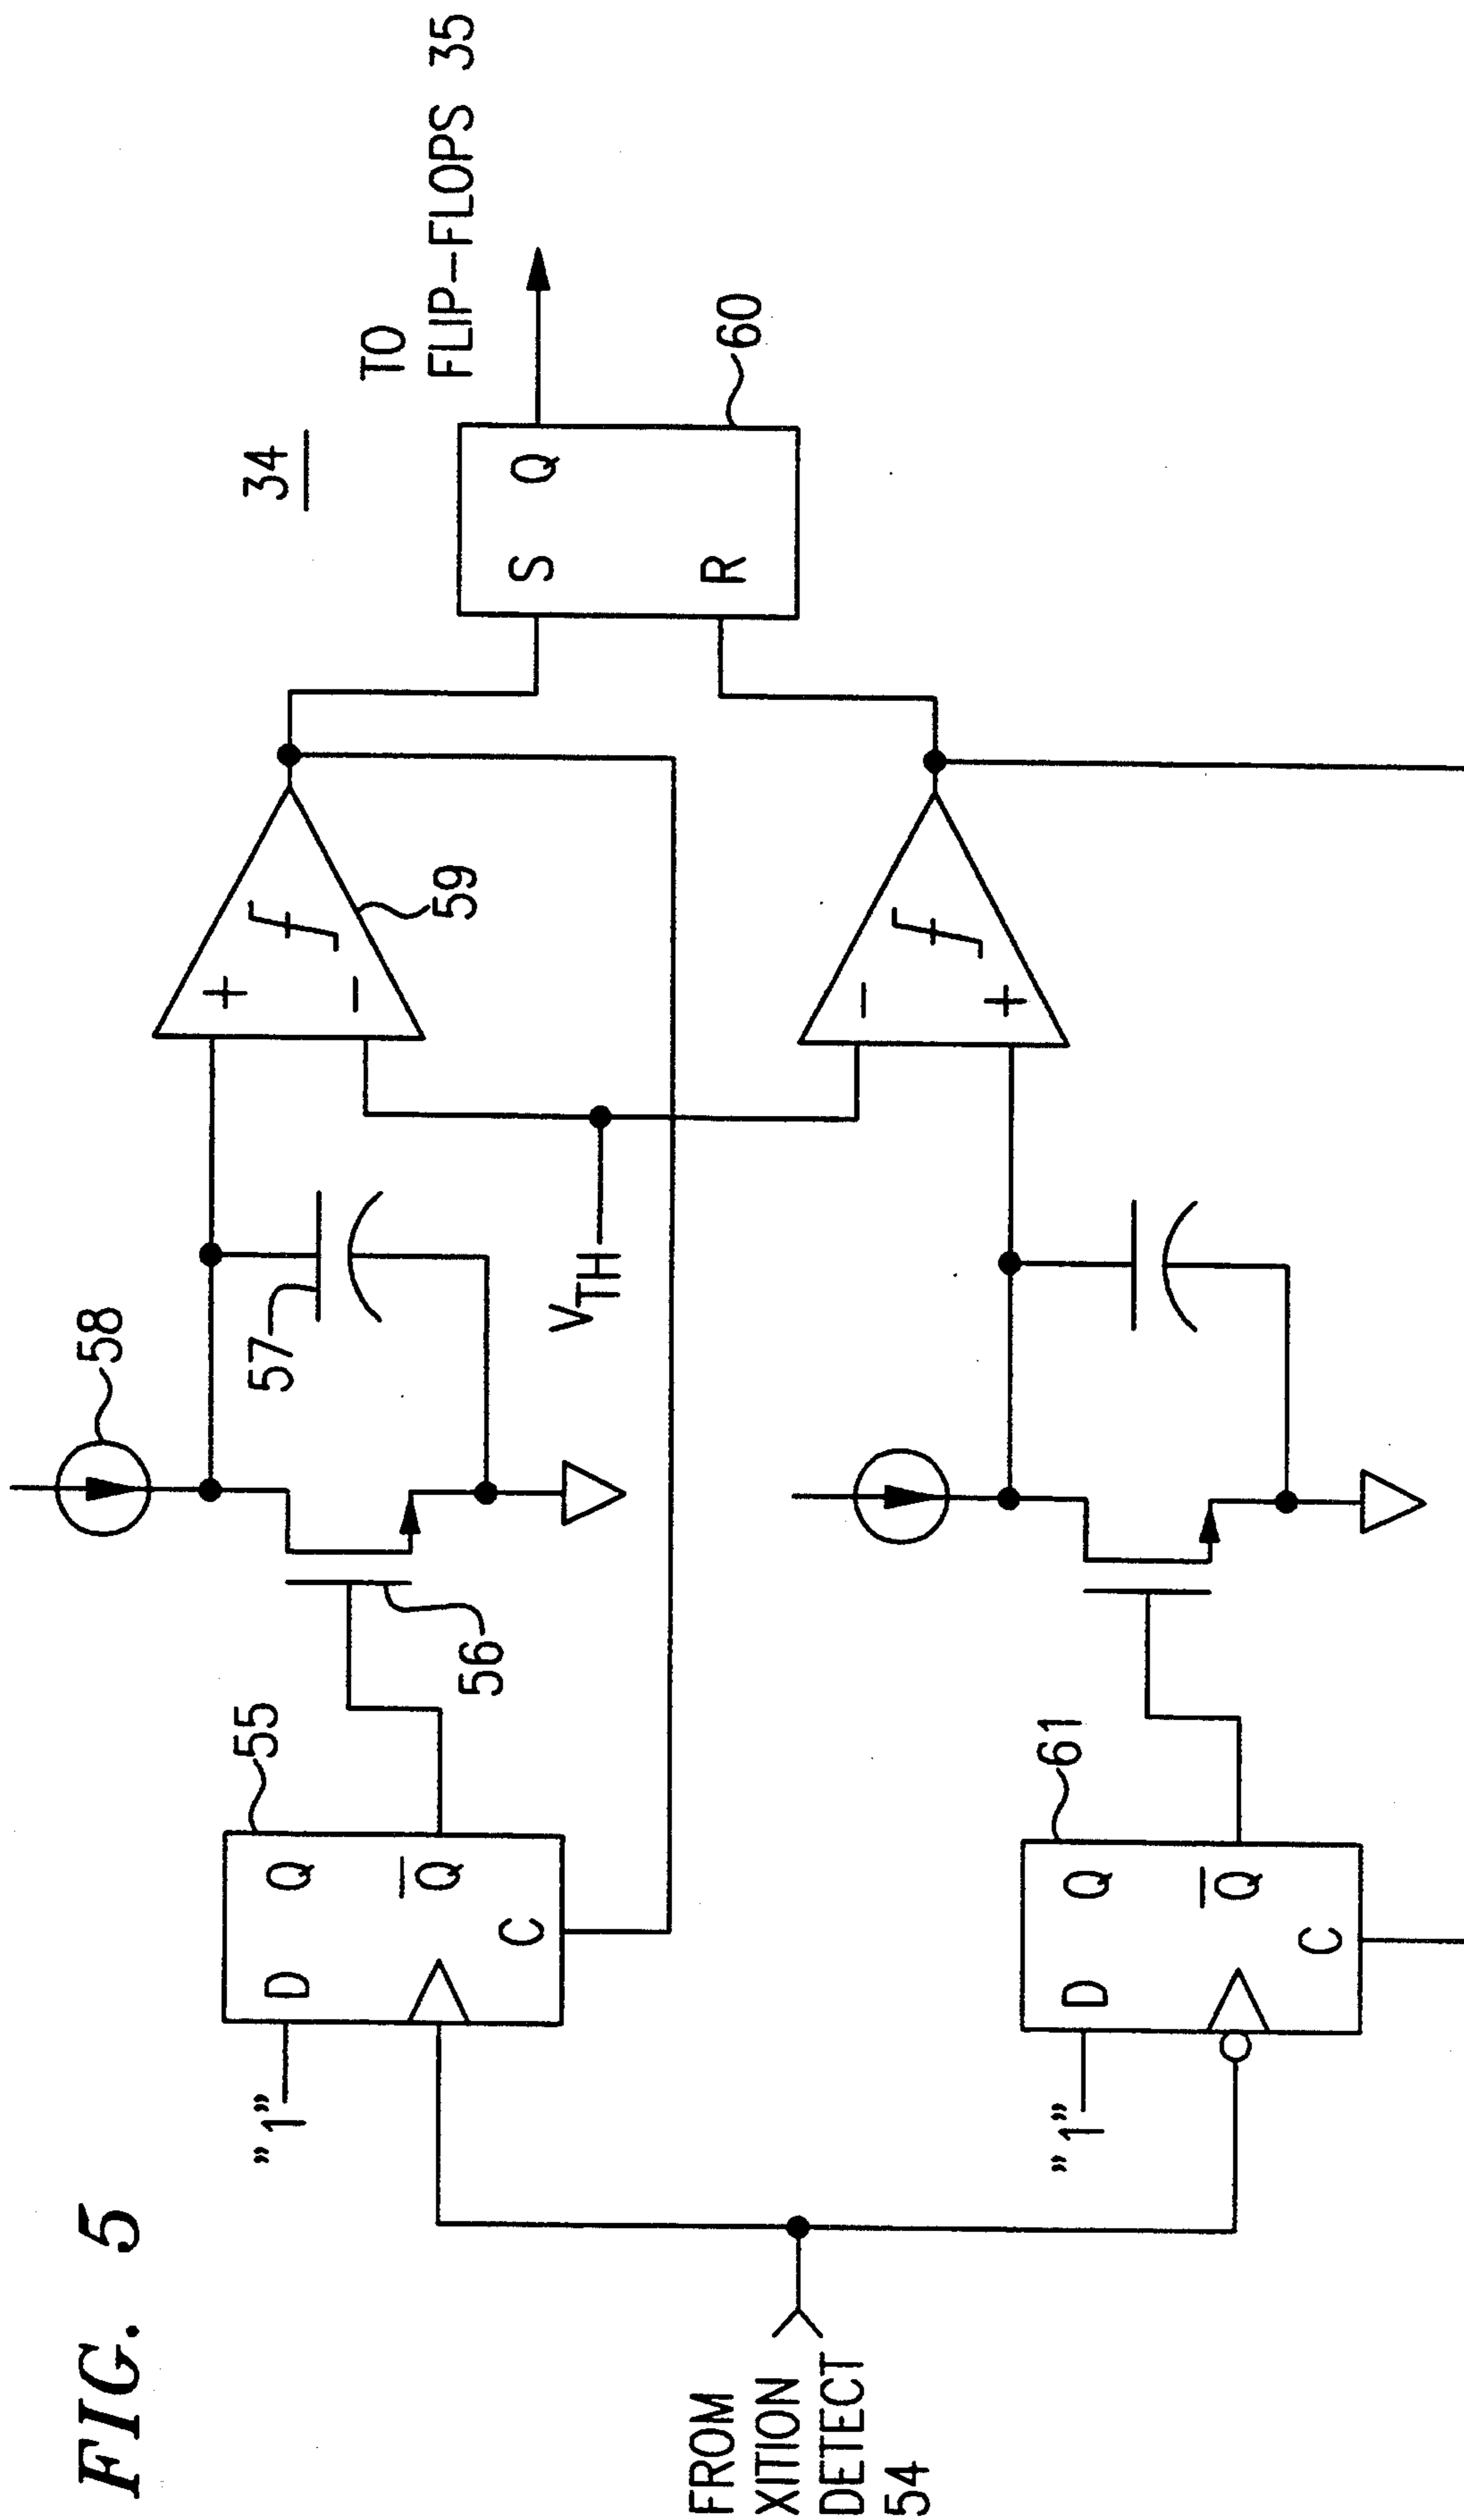 FIG. 5
34
58
57
59
55
56
"1"
D Q
Q
C
+
−
S Q
R
TO
FLIP-FLOPS 35
60
VTH
FROM
XITION
DETECT
54
61
"1"
D Q
Q
C
−
+